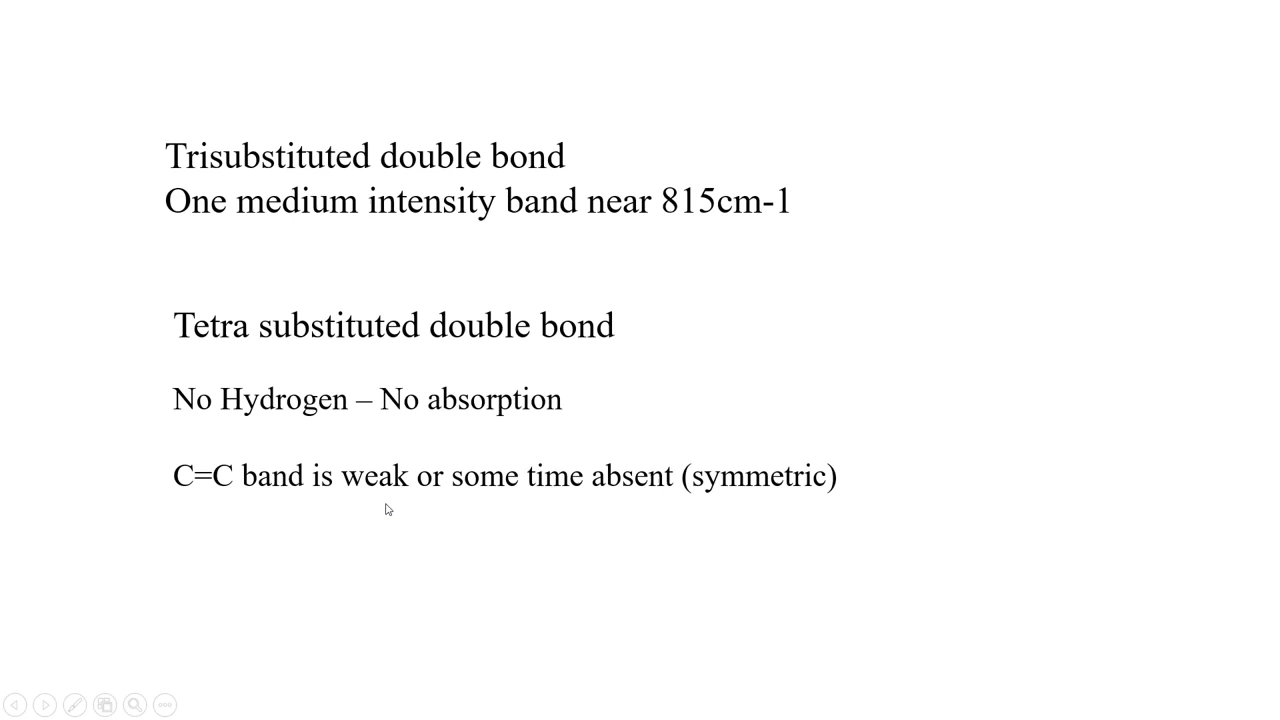 Trisubstituted double bond
One medium intensity band near 815cm-1
Tetra substituted double bond
No Hydrogen – No absorption
C=C band is weak or some time absent (symmetric)